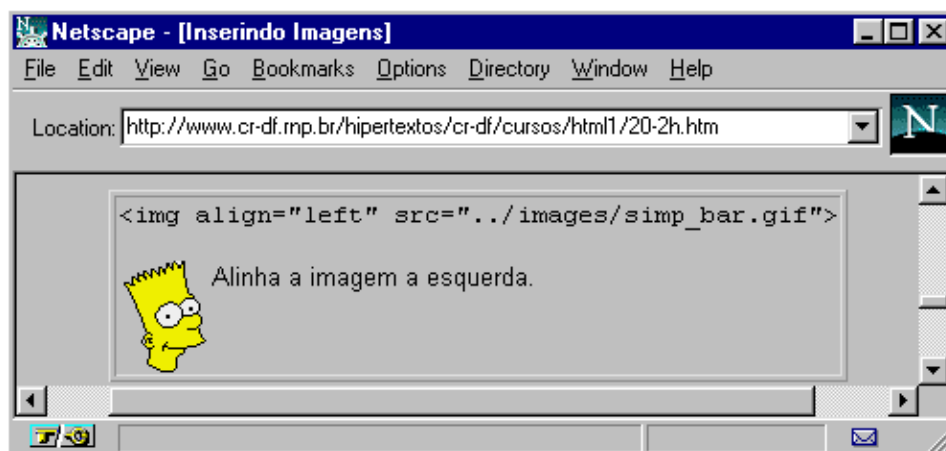 Netscape - [Inserindo Imagens]
File Edit View Go Bookmarks Options Directory Window Help
Location: http://www.cr-df.rnp.br/hipertextos/cr-df/cursos/html1/20-2h.htm
N
<img align="left" src="../images/simp_bar.gif">
Alinha a imagem a esquerda.